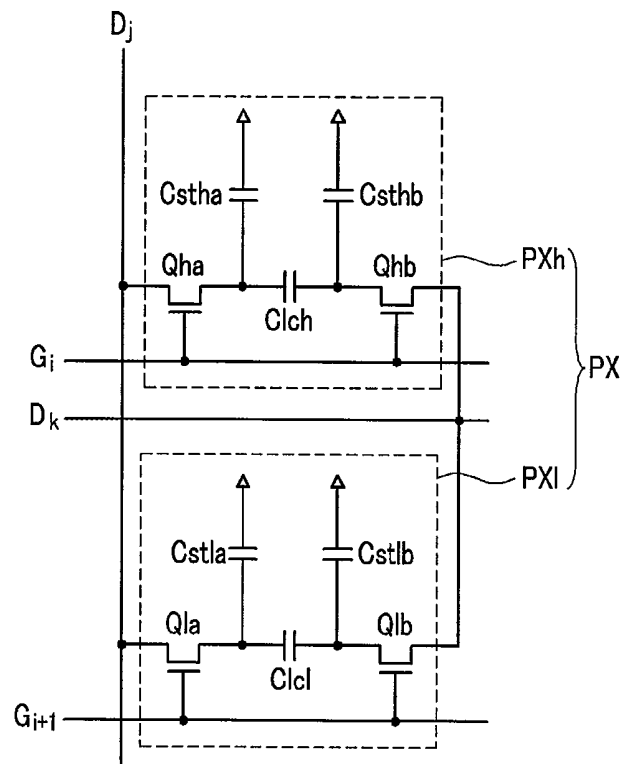 Dj
Cstha
Csthb
Qha
Qhb
PXh
Clch
Gi
PX
Dk
PXl
Cstla
Cstlb
Qla
Qlb
Clcl
Gi+1